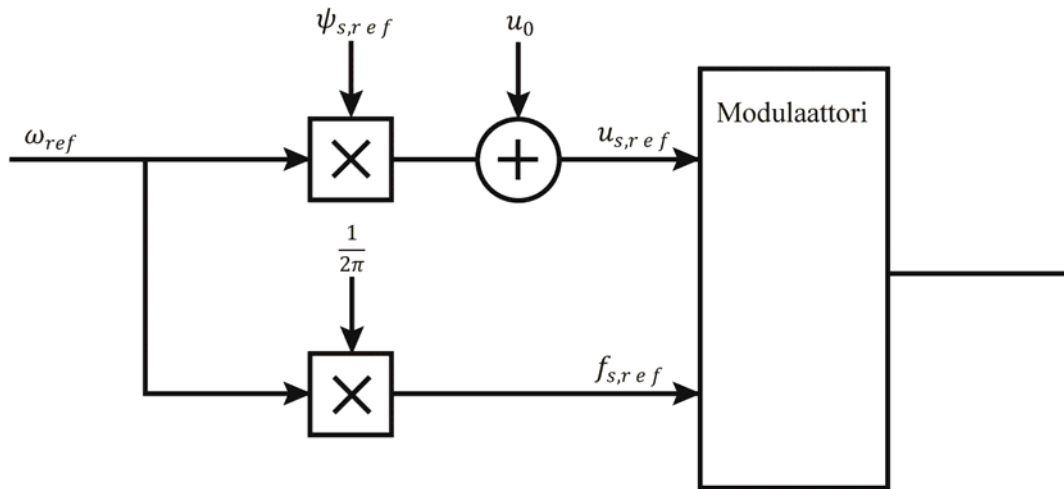 ψs,ref
u0
Modulaattori
ωref
us,ref
1
2π
fs,ref